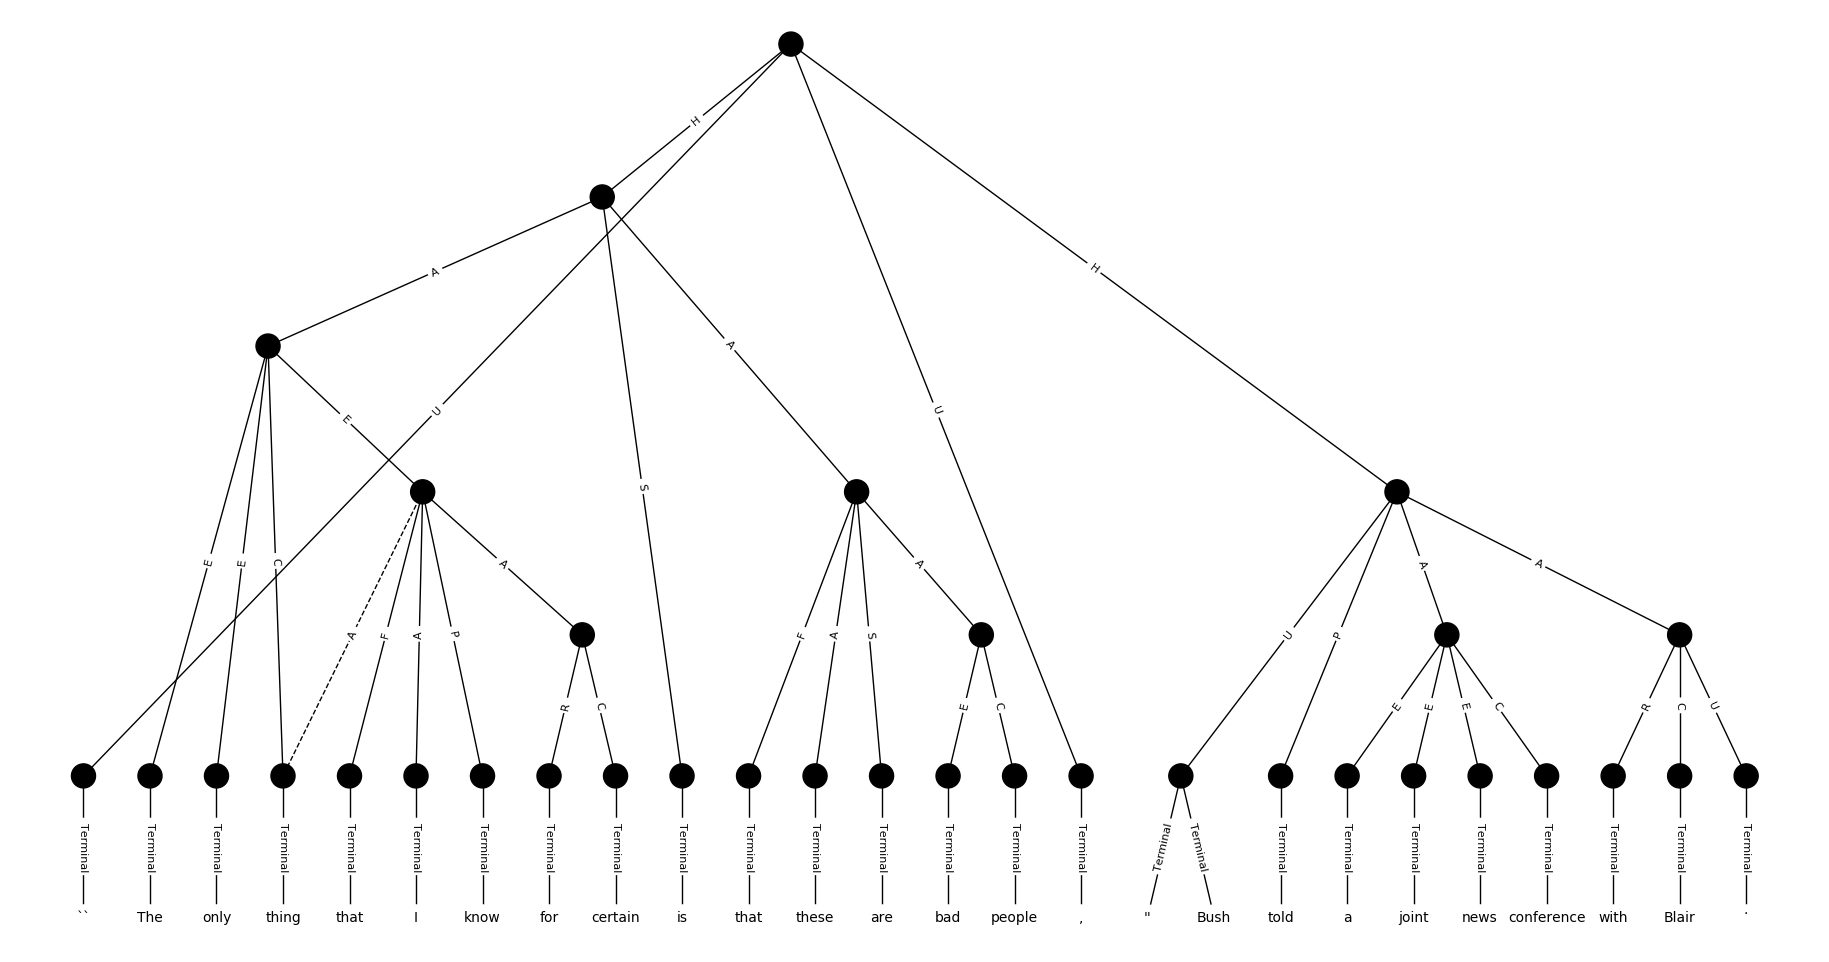 H
A
E U A H
S U
E E C A A A A
A F A P F A S U P
R C E C E E E C R C U
Terminal Terminal Terminal Terminal Terminal Terminal Terminal Terminal Terminal Terminal Terminal Terminal Terminal Terminal Terminal Terminal Terminal Terminal Terminal Terminal Terminal Terminal Terminal Terminal Terminal Terminal
`` The only thing that I know for certain is that these are bad people , " Bush told a joint news conference with Blair .